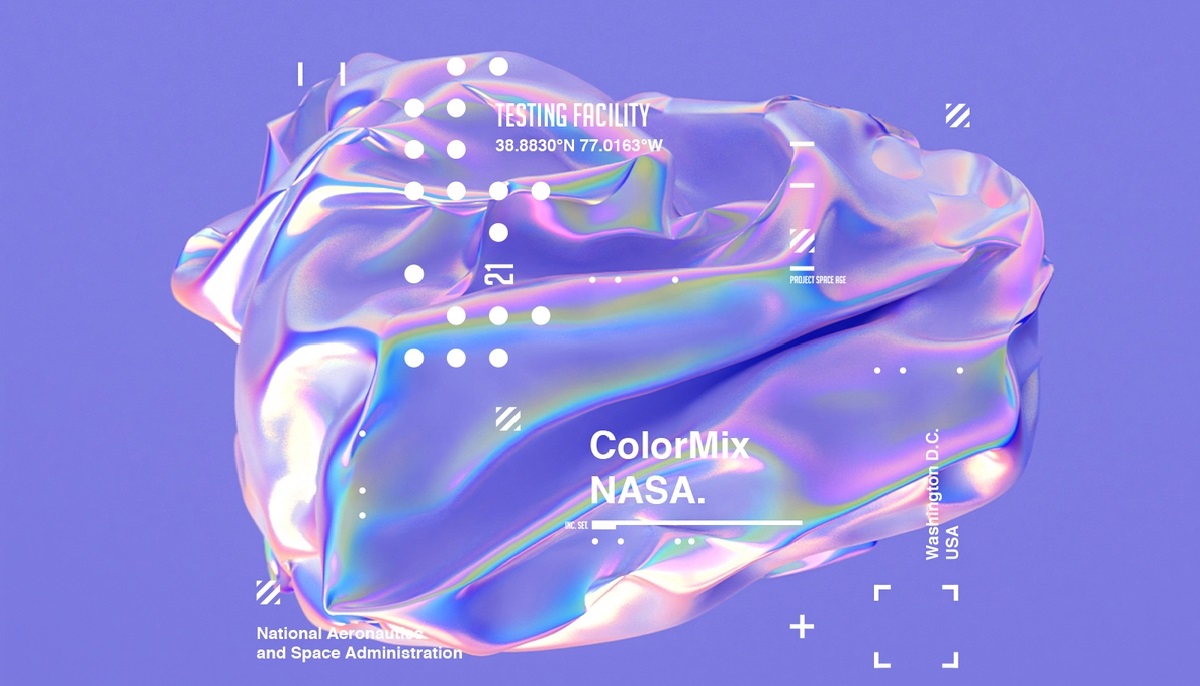 TESTING FACILITY
38.8830°N 77.0163°W
21
PROJECT SPACE AGE
ColorMix
NASA.
INC. SET.
Washington D.C.
USA
National Aeronautics
and Space Administration